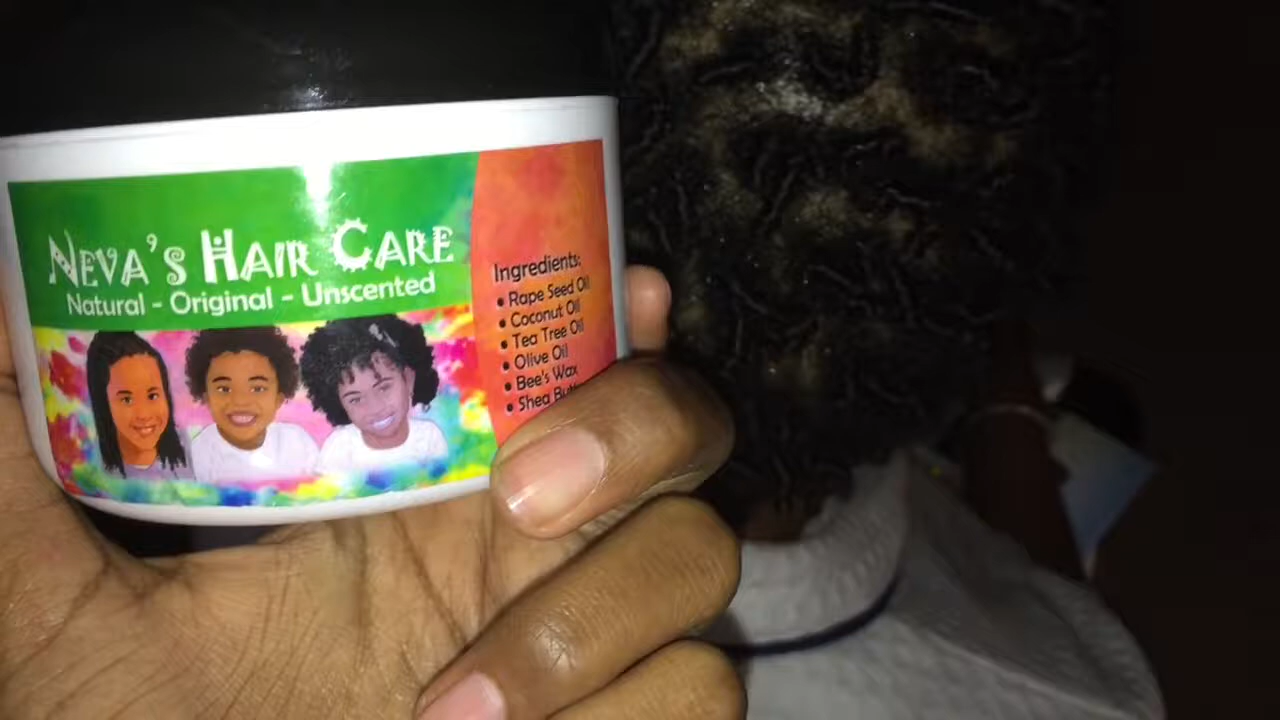 NEVA'S HAIR CARE
Natural - Original - Unscented
Ingredients:
• Rape Seed Oil
• Coconut Oil
• Tea Tree Oil
• Olive Oil
• Bee's Wax
• Shea